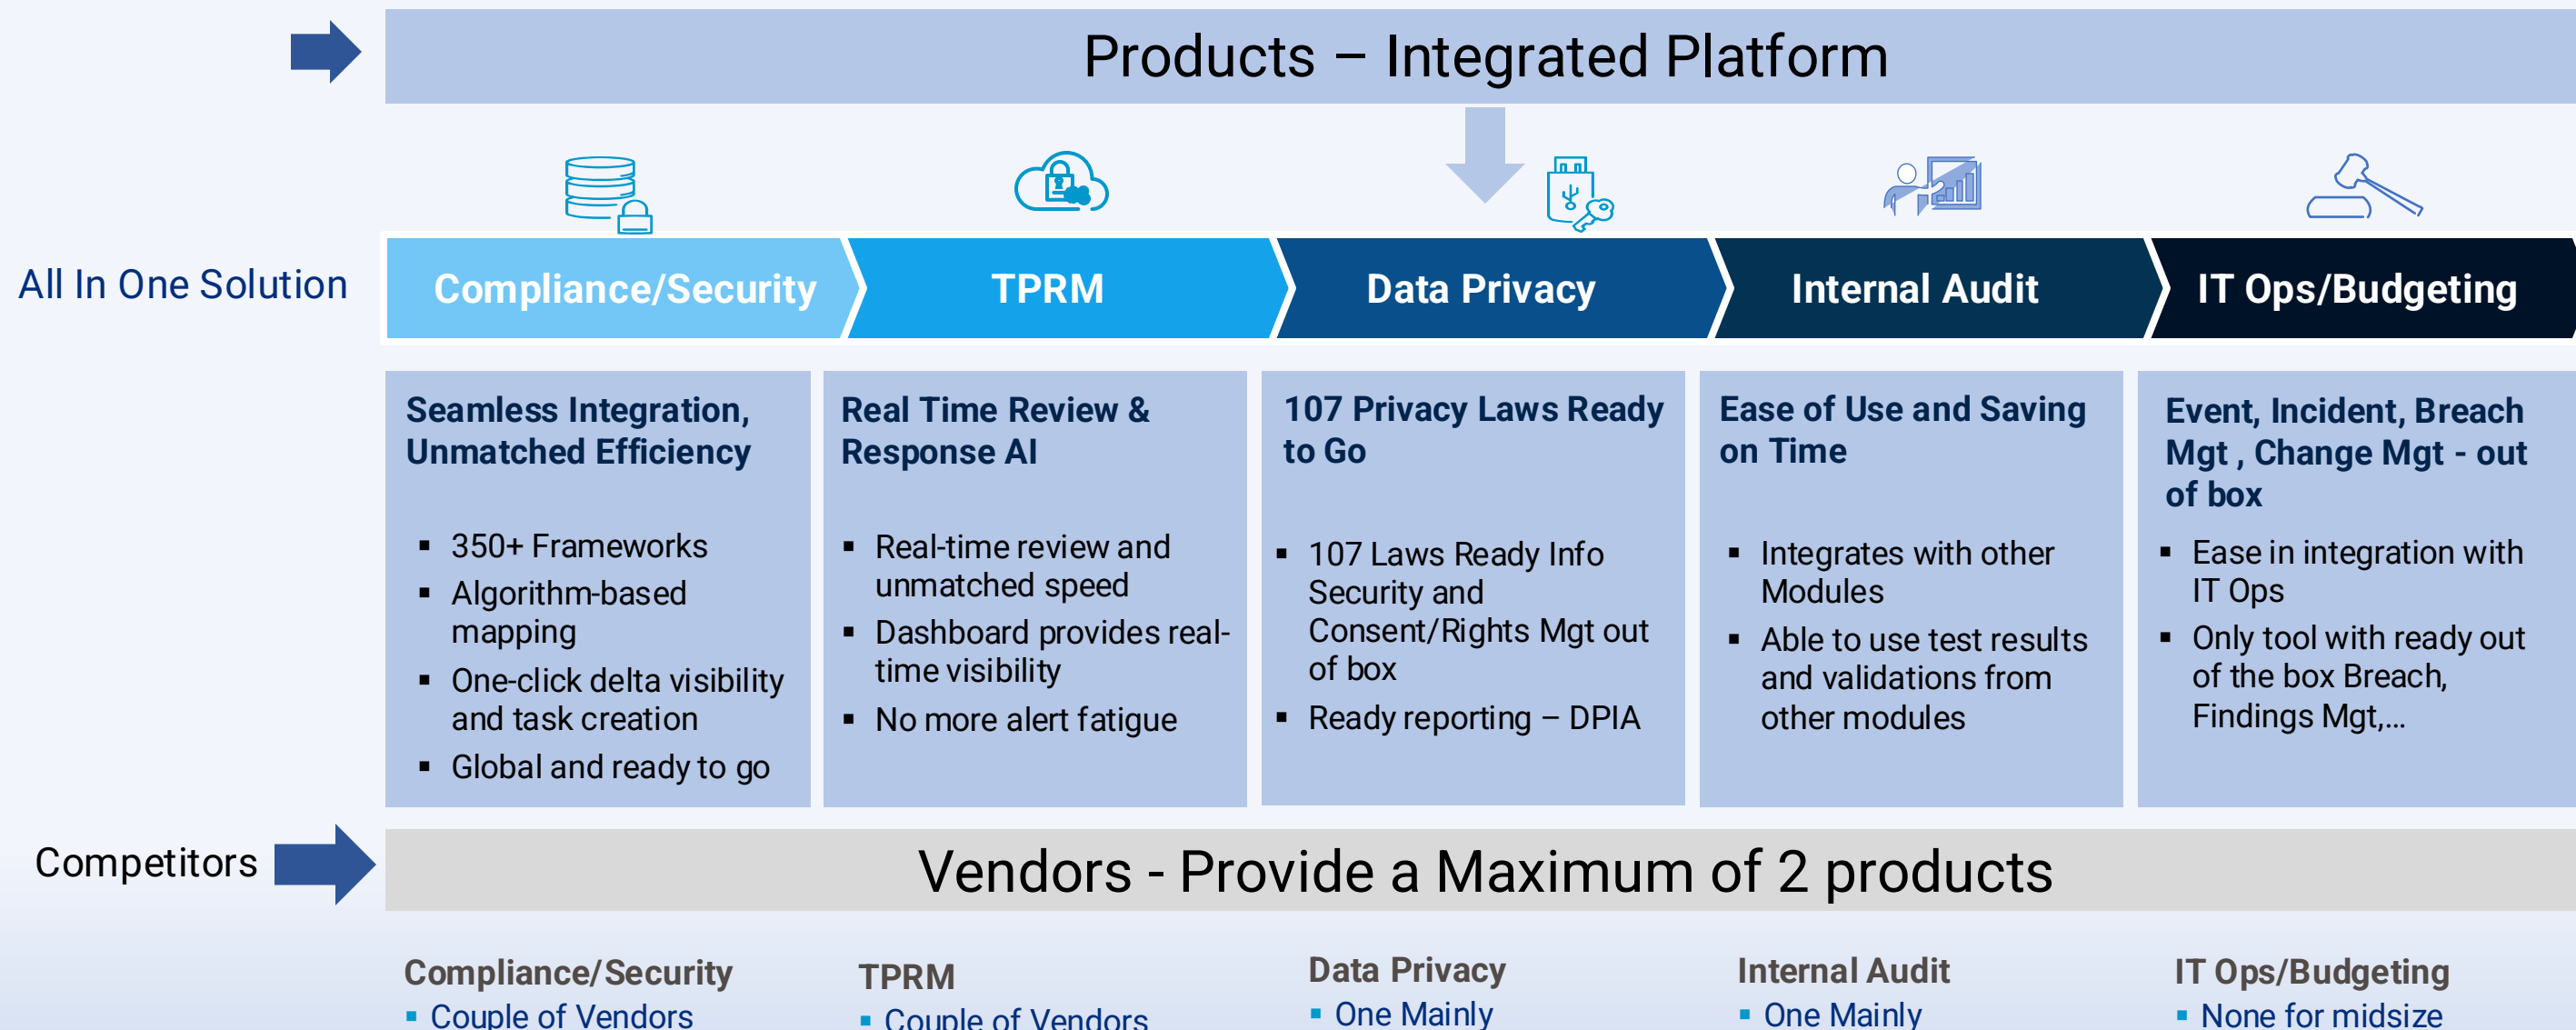 Products – Integrated Platform
All In One Solution
Compliance/Security
TPRM
Data Privacy
Internal Audit
IT Ops/Budgeting
Seamless Integration,
Unmatched Efficiency
▪ 350+ Frameworks
▪ Algorithm-based
mapping
▪ One-click delta visibility
and task creation
▪ Global and ready to go
Real Time Review &
Response AI
▪ Real-time review and
unmatched speed
▪ Dashboard provides real-
time visibility
▪ No more alert fatigue
107 Privacy Laws Ready
to Go
▪ 107 Laws Ready Info
Security and
Consent/Rights Mgt out
of box
▪ Ready reporting – DPIA
Ease of Use and Saving
on Time
▪ Integrates with other
Modules
▪ Able to use test results
and validations from
other modules
Event, Incident, Breach
Mgt , Change Mgt - out
of box
▪ Ease in integration with
IT Ops
▪ Only tool with ready out
of the box Breach,
Findings Mgt,...
Competitors
Vendors - Provide a Maximum of 2 products
Compliance/Security
▪ Couple of Vendors
TPRM
▪ Couple of Vendors
Data Privacy
▪ One Mainly
Internal Audit
▪ One Mainly
IT Ops/Budgeting
▪ None for midsize